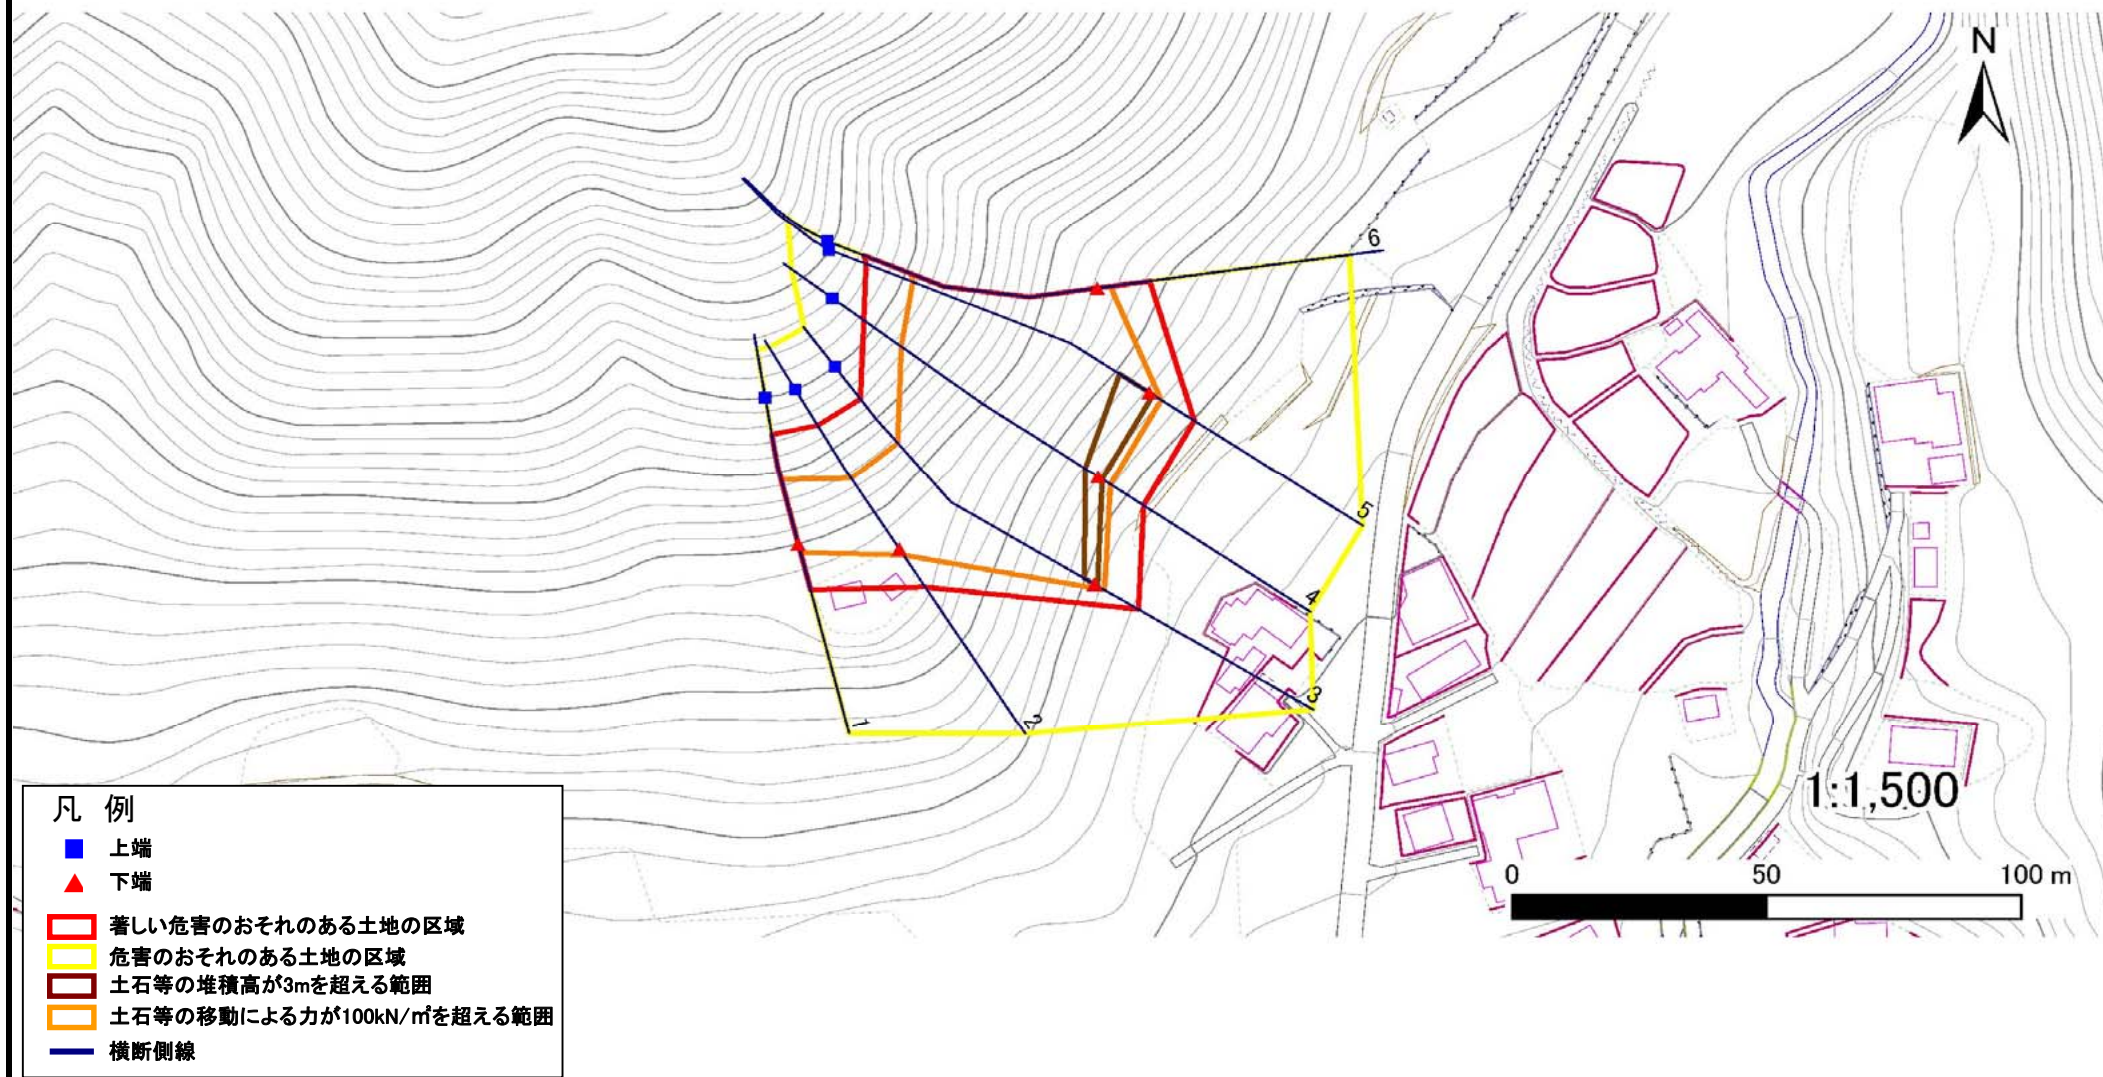 N
6
5
4
3
2
1
1:1,500
0 50 100 m
凡 例
上端
下端
著しい危害のおそれのある土地の区域
危害のおそれのある土地の区域
土石等の堆積高が3mを超える範囲
土石等の移動による力が100kN/㎡を超える範囲
横断側線